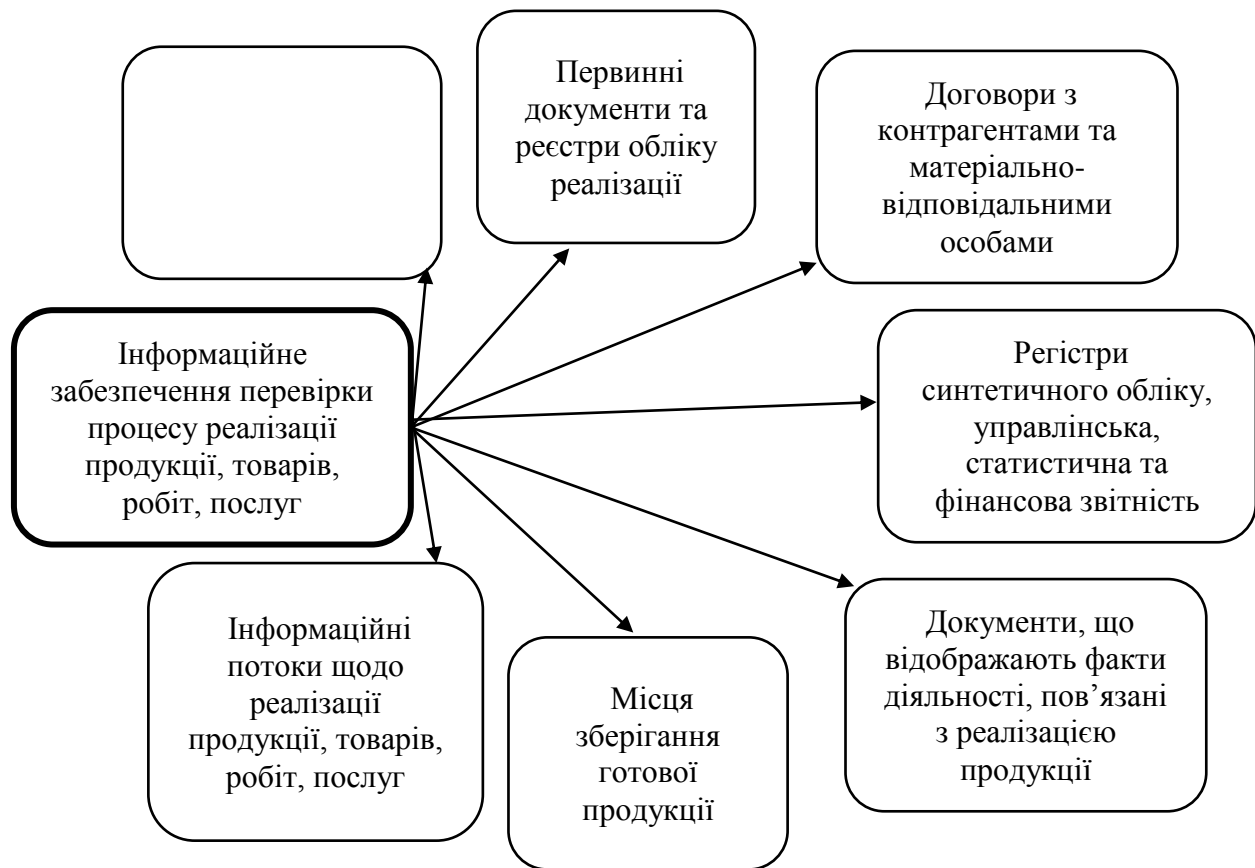 Первинні
документи та
реєстри обліку
реалізації
Договори з
контрагентами та
матеріально-
відповідальними
особами
Інформаційне
забезпечення перевірки
процесу реалізації
продукції, товарів,
робіт, послуг
Регістри
синтетичного обліку,
управлінська,
статистична та
фінансова звітність
Інформаційні
потоки щодо
реалізації
продукції, товарів,
робіт, послуг
Місця
зберігання
готової
продукції
Документи, що
відображають факти
діяльності, пов’язані
з реалізацією
продукції